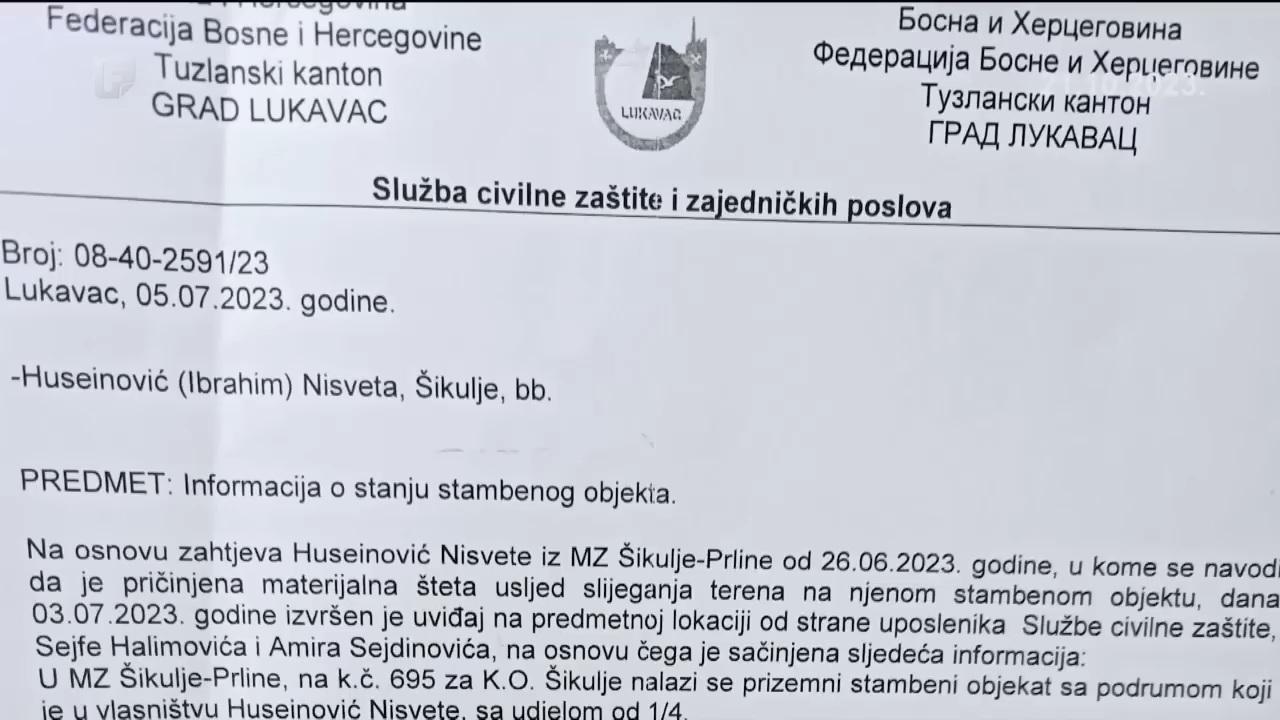 Hercegovina
Federacija Bosne i Hercegovine
Tuzlanski kanton
GRAD LUKAVAC
LUKAVAC
Босна и Херцеговина
Федерација Босне и Херцеговине
21.10.2023.
Тузлански кантон
ГРАД ЛУКАВАЦ
Služba civilne zaštite i zajedničkih poslova
Broj: 08-40-2591/23
Lukavac, 05.07.2023. godine.
-Huseinović (Ibrahim) Nisveta, Šikulje, bb.
PREDMET: Informacija o stanju stambenog objekta.
Na osnovu zahtjeva Huseinović Nisvete iz MZ Šikulje-Prline od 26.06.2023. godine, u kome se navodi
da je pričinjena materijalna šteta usljed slijeganja terena na njenom stambenom objektu, dana
03.07.2023. godine izvršen je uviđaj na predmetnoj lokaciji od strane uposlenika Službe civilne zaštite,
Sejfe Halimovića i Amira Sejdinovića, na osnovu čega je sačinjena sljedeća informacija:
U MZ Šikulje-Prline, na k.č. 695 za K.O. Šikulje nalazi se prizemni stambeni objekat sa podrumom koji
je u vlasništvu Huseinović Nisvete, sa udjelom od 1/4.